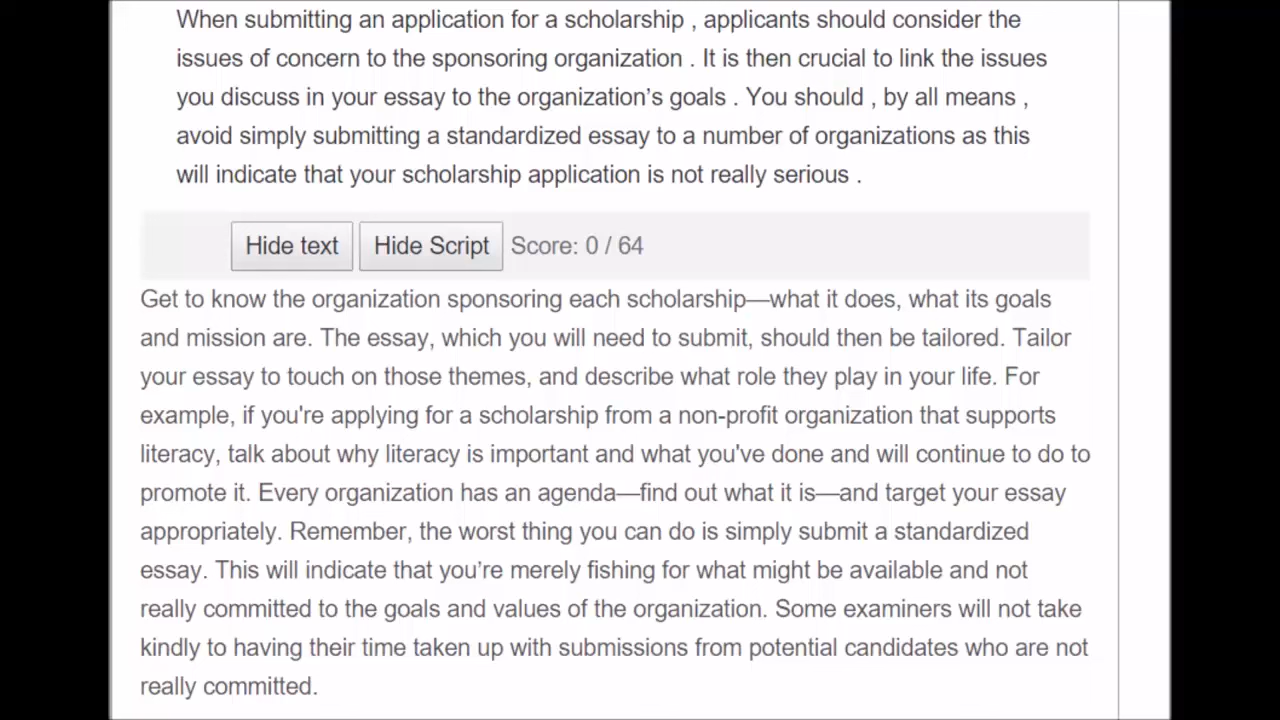 When submitting an application for a scholarship , applicants should consider the
issues of concern to the sponsoring organization . It is then crucial to link the issues
you discuss in your essay to the organization’s goals . You should , by all means ,
avoid simply submitting a standardized essay to a number of organizations as this
will indicate that your scholarship application is not really serious .
Hide text Hide Script Score: 0 / 64
Get to know the organization sponsoring each scholarship—what it does, what its goals
and mission are. The essay, which you will need to submit, should then be tailored. Tailor
your essay to touch on those themes, and describe what role they play in your life. For
example, if you're applying for a scholarship from a non-profit organization that supports
literacy, talk about why literacy is important and what you've done and will continue to do to
promote it. Every organization has an agenda—find out what it is—and target your essay
appropriately. Remember, the worst thing you can do is simply submit a standardized
essay. This will indicate that you’re merely fishing for what might be available and not
really committed to the goals and values of the organization. Some examiners will not take
kindly to having their time taken up with submissions from potential candidates who are not
really committed.